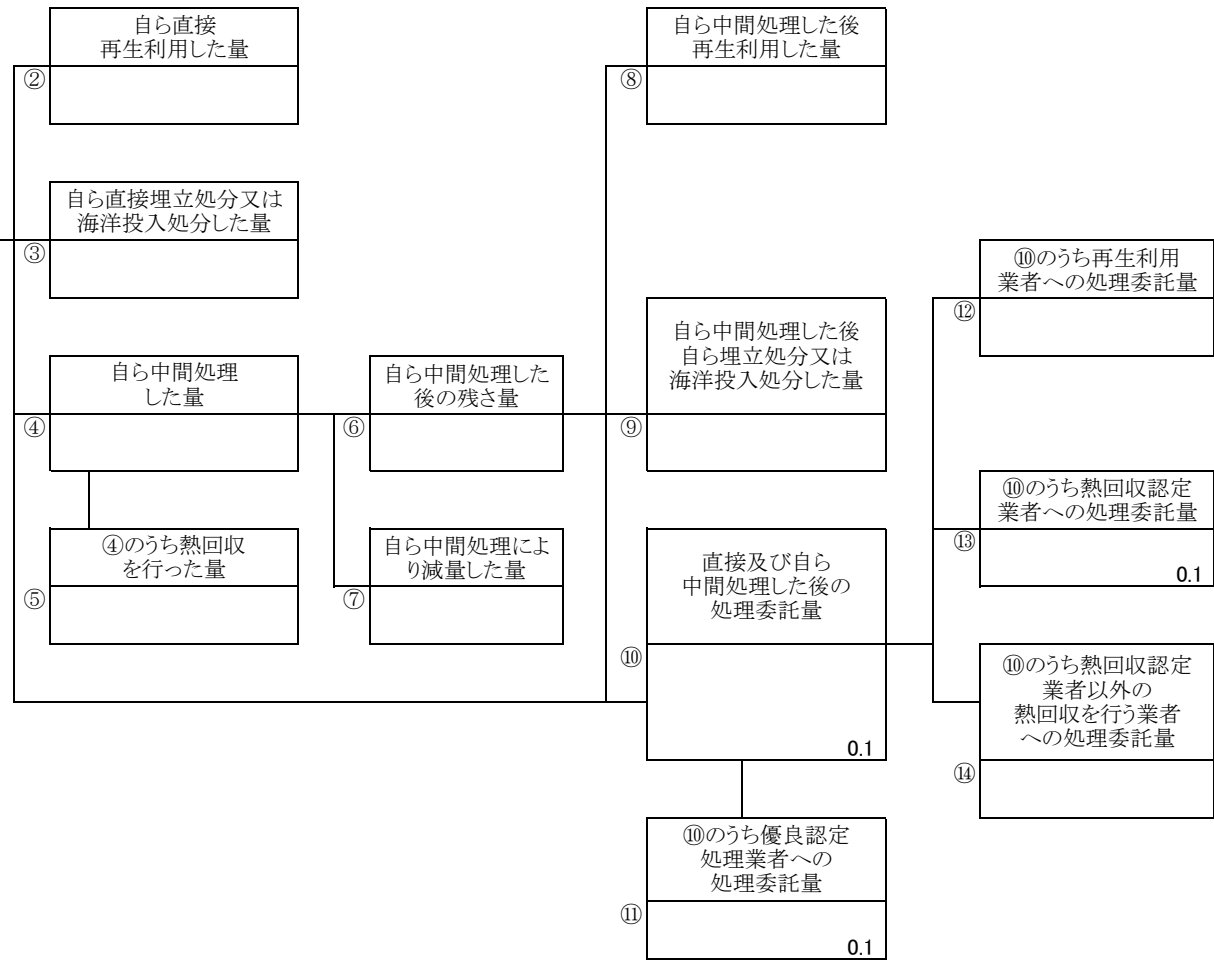 自ら直接
再生利用した量
②
自ら直接埋立処分又は
海洋投入処分した量
③
自ら中間処理
した量
④
④のうち熱回収
を行った量
⑤
自ら中間処理した
後の残さ量
⑥
自ら中間処理によ
り減量した量
⑦
自ら中間処理した後
再生利用した量
⑧
自ら中間処理した後
自ら埋立処分又は
海洋投入処分した量
⑨
直接及び自ら
中間処理した後の
処理委託量
⑩
0.1
⑩のうち優良認定
処理業者への
処理委託量
⑪
0.1
⑩のうち再生利用
業者への処理委託量
⑫
⑩のうち熱回収認定
業者への処理委託量
⑬
0.1
⑩のうち熱回収認定
業者以外の
熱回収を行う業者
への処理委託量
⑭